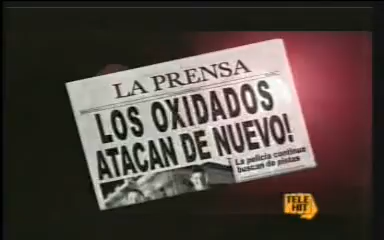 LA PRENSA
LOS OXIDADOS
ATACAN DE NUEVO!
La policía continua
buscan de pistas
TELE
HIT